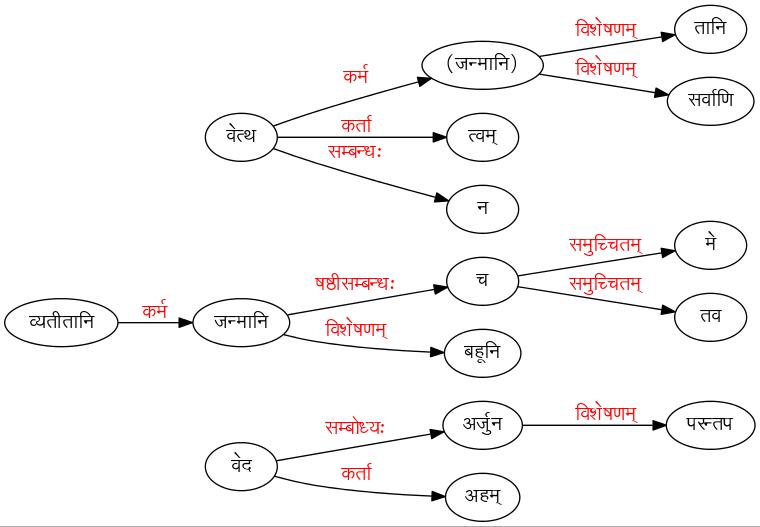 विशेषणम्
तानि
(जन्मानि)
कर्म
विशेषणम्
सर्वाणि
वेत्थ
कर्ता
त्वम्
सम्बन्धः
न
समुच्चितम्
मे
षष्ठीसम्बन्धः
च
समुच्चितम्
तव
व्यतीतानि
कर्म
जन्मानि
विशेषणम्
बहूनि
सम्बोध्यः
अर्जुन
विशेषणम्
परन्तप
वेद
कर्ता
अहम्